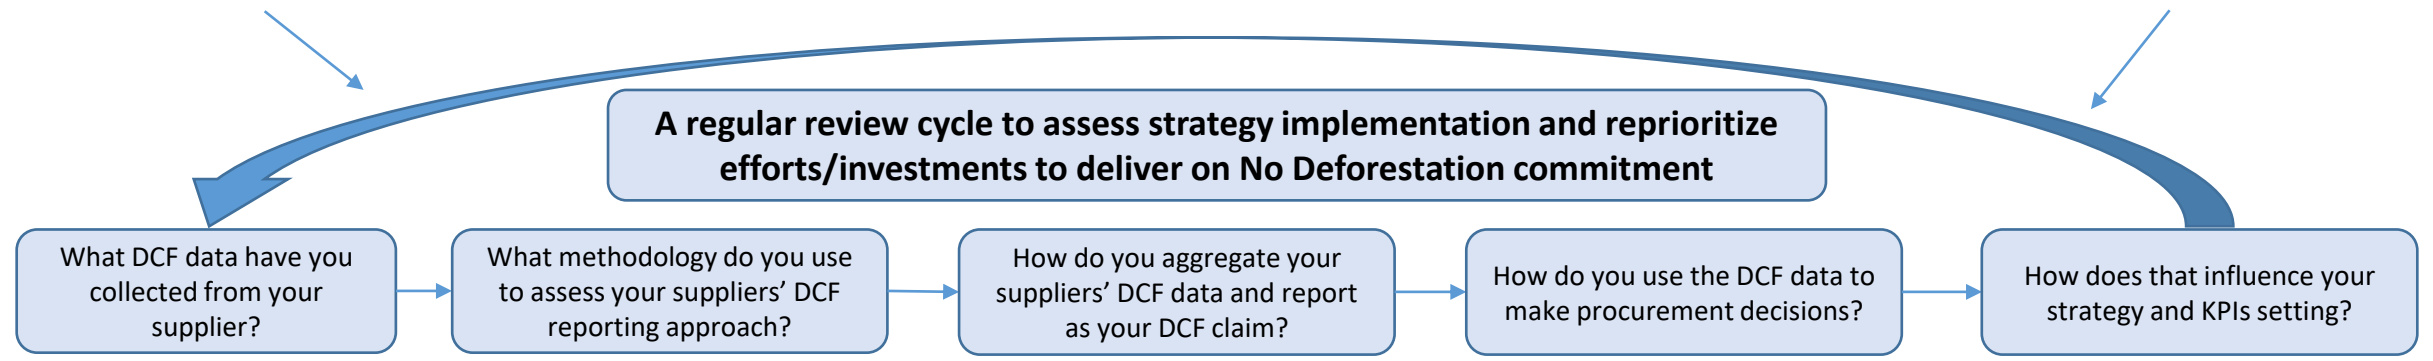 A regular review cycle to assess strategy implementation and reprioritize
efforts/investments to deliver on No Deforestation commitment
What DCF data have you
collected from your
supplier?
What methodology do you use
to assess your suppliers’ DCF
reporting approach?
How do you aggregate your
suppliers’ DCF data and report
as your DCF claim?
How do you use the DCF data to
make procurement decisions?
How does that influence your
strategy and KPIs setting?